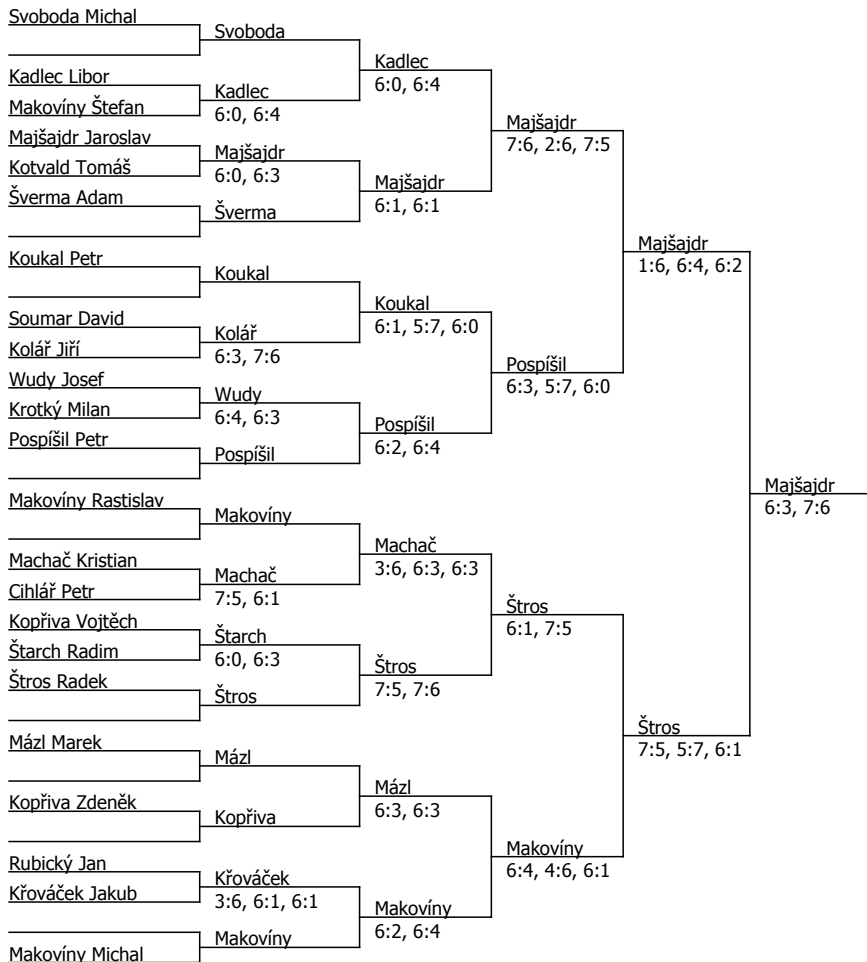 Svoboda Michal
Svoboda
Kadlec
6:0, 6:4
Kadlec Libor
Kadlec
6:0, 6:4
Makovíny Štefan
Majšajdr
7:6, 2:6, 7:5
Majšajdr Jaroslav
Majšajdr
6:0, 6:3
Kotvald Tomáš
Majšajdr
6:1, 6:1
Šverma Adam
Šverma
Majšajdr
1:6, 6:4, 6:2
Koukal Petr
Koukal
Koukal
6:1, 5:7, 6:0
Soumar David
Kolář
6:3, 7:6
Kolář Jiří
Pospíšil
6:3, 5:7, 6:0
Wudy Josef
Wudy
6:4, 6:3
Krotký Milan
Pospíšil
6:2, 6:4
Pospíšil Petr
Pospíšil
Majšajdr
6:3, 7:6
Makovíny Rastislav
Makovíny
Machač
3:6, 6:3, 6:3
Machač Kristian
Machač
7:5, 6:1
Cihlář Petr
Štros
6:1, 7:5
Kopřiva Vojtěch
Štarch
6:0, 6:3
Štarch Radim
Štros
7:5, 7:6
Štros Radek
Štros
Štros
7:5, 5:7, 6:1
Mázl Marek
Mázl
Mázl
6:3, 6:3
Kopřiva Zdeněk
Kopřiva
Makovíny
6:4, 4:6, 6:1
Rubický Jan
Křováček
3:6, 6:1, 6:1
Křováček Jakub
Makovíny
6:2, 6:4
Makovíny
Makovíny Michal